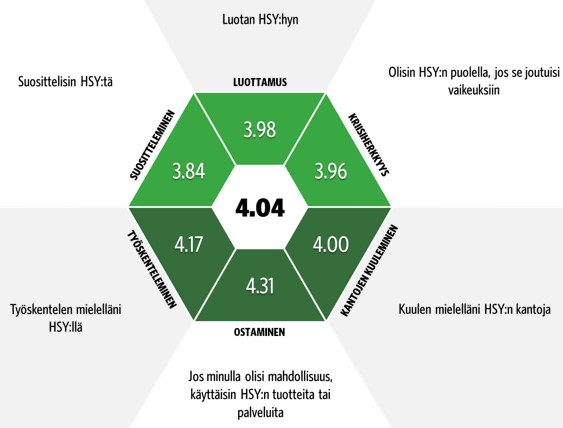 Luotan HSY:hyn
Suosittelisin HSY:tä
Olisin HSY:n puolella, jos se joutuisi
vaikeuksiin
LUOTTAMUS
SUOSITTELEMINEN
KRIISIHERKKYYS
3.98
3.84
3.96
4.04
4.17
4.00
4.31
TYÖSKENTELEMINEN
KANTOJEN KUULEMINEN
OSTAMINEN
Työskentelen mielelläni
HSY:llä
Kuulen mielelläni HSY:n kantoja
Jos minulla olisi mahdollisuus,
käyttäisin HSY:n tuotteita tai
palveluita